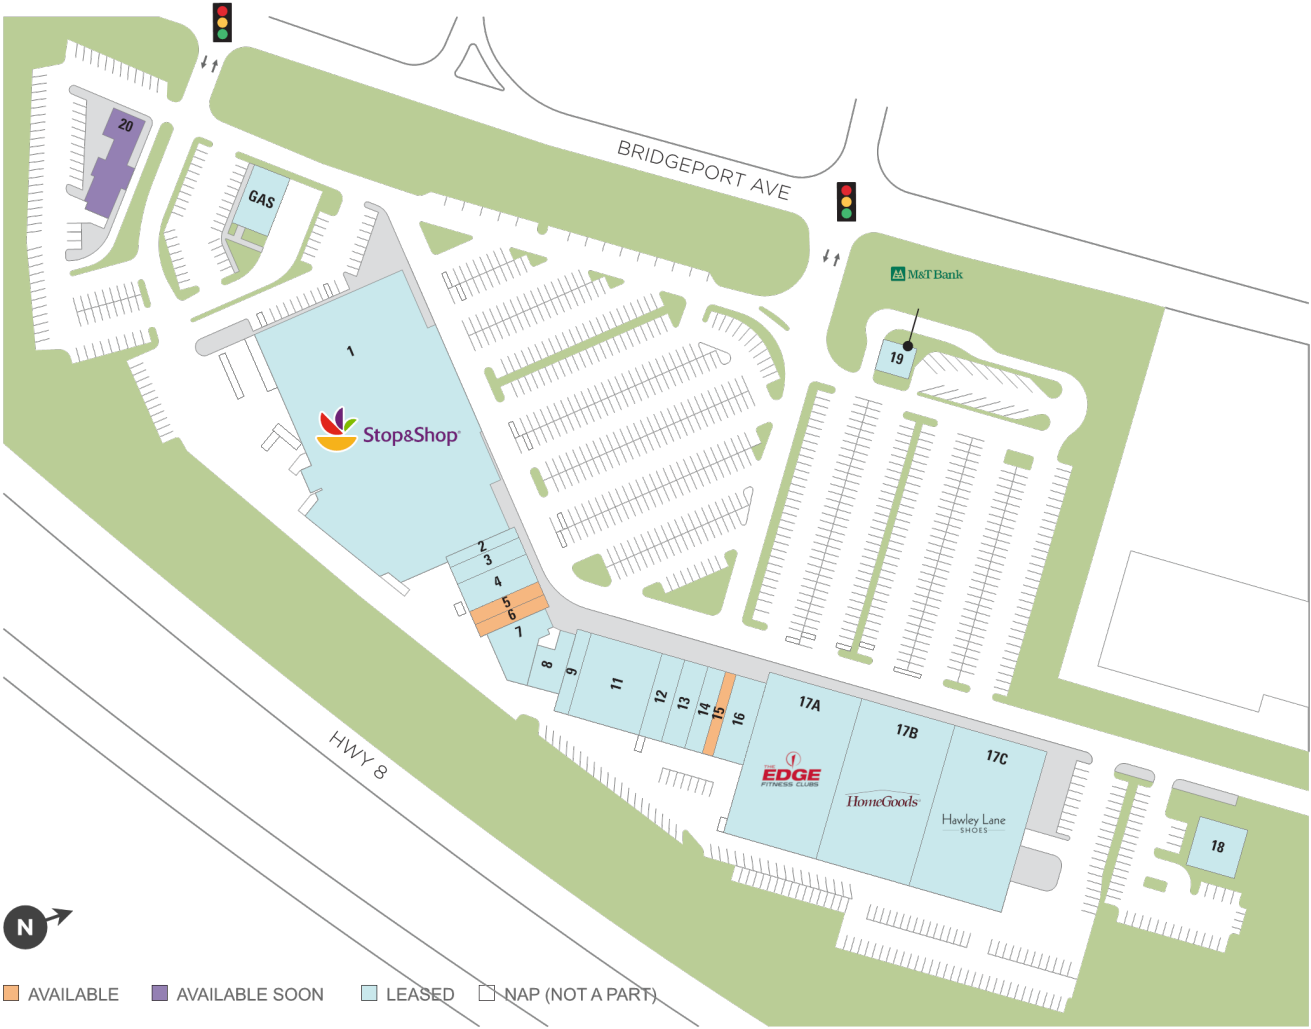 BRIDGEPORT AVE
20
GAS
M&T Bank
19
1
Stop&Shop
2
3
4
5
6
7
8
9
11
12
13
14
15
16
17A
THE
EDGE
FITNESS CLUBS
17B
HomeGoods
17C
Hawley Lane
SHOES
18
HWY 8
N
AVAILABLE
AVAILABLE SOON
LEASED
NAP (NOT A PART)